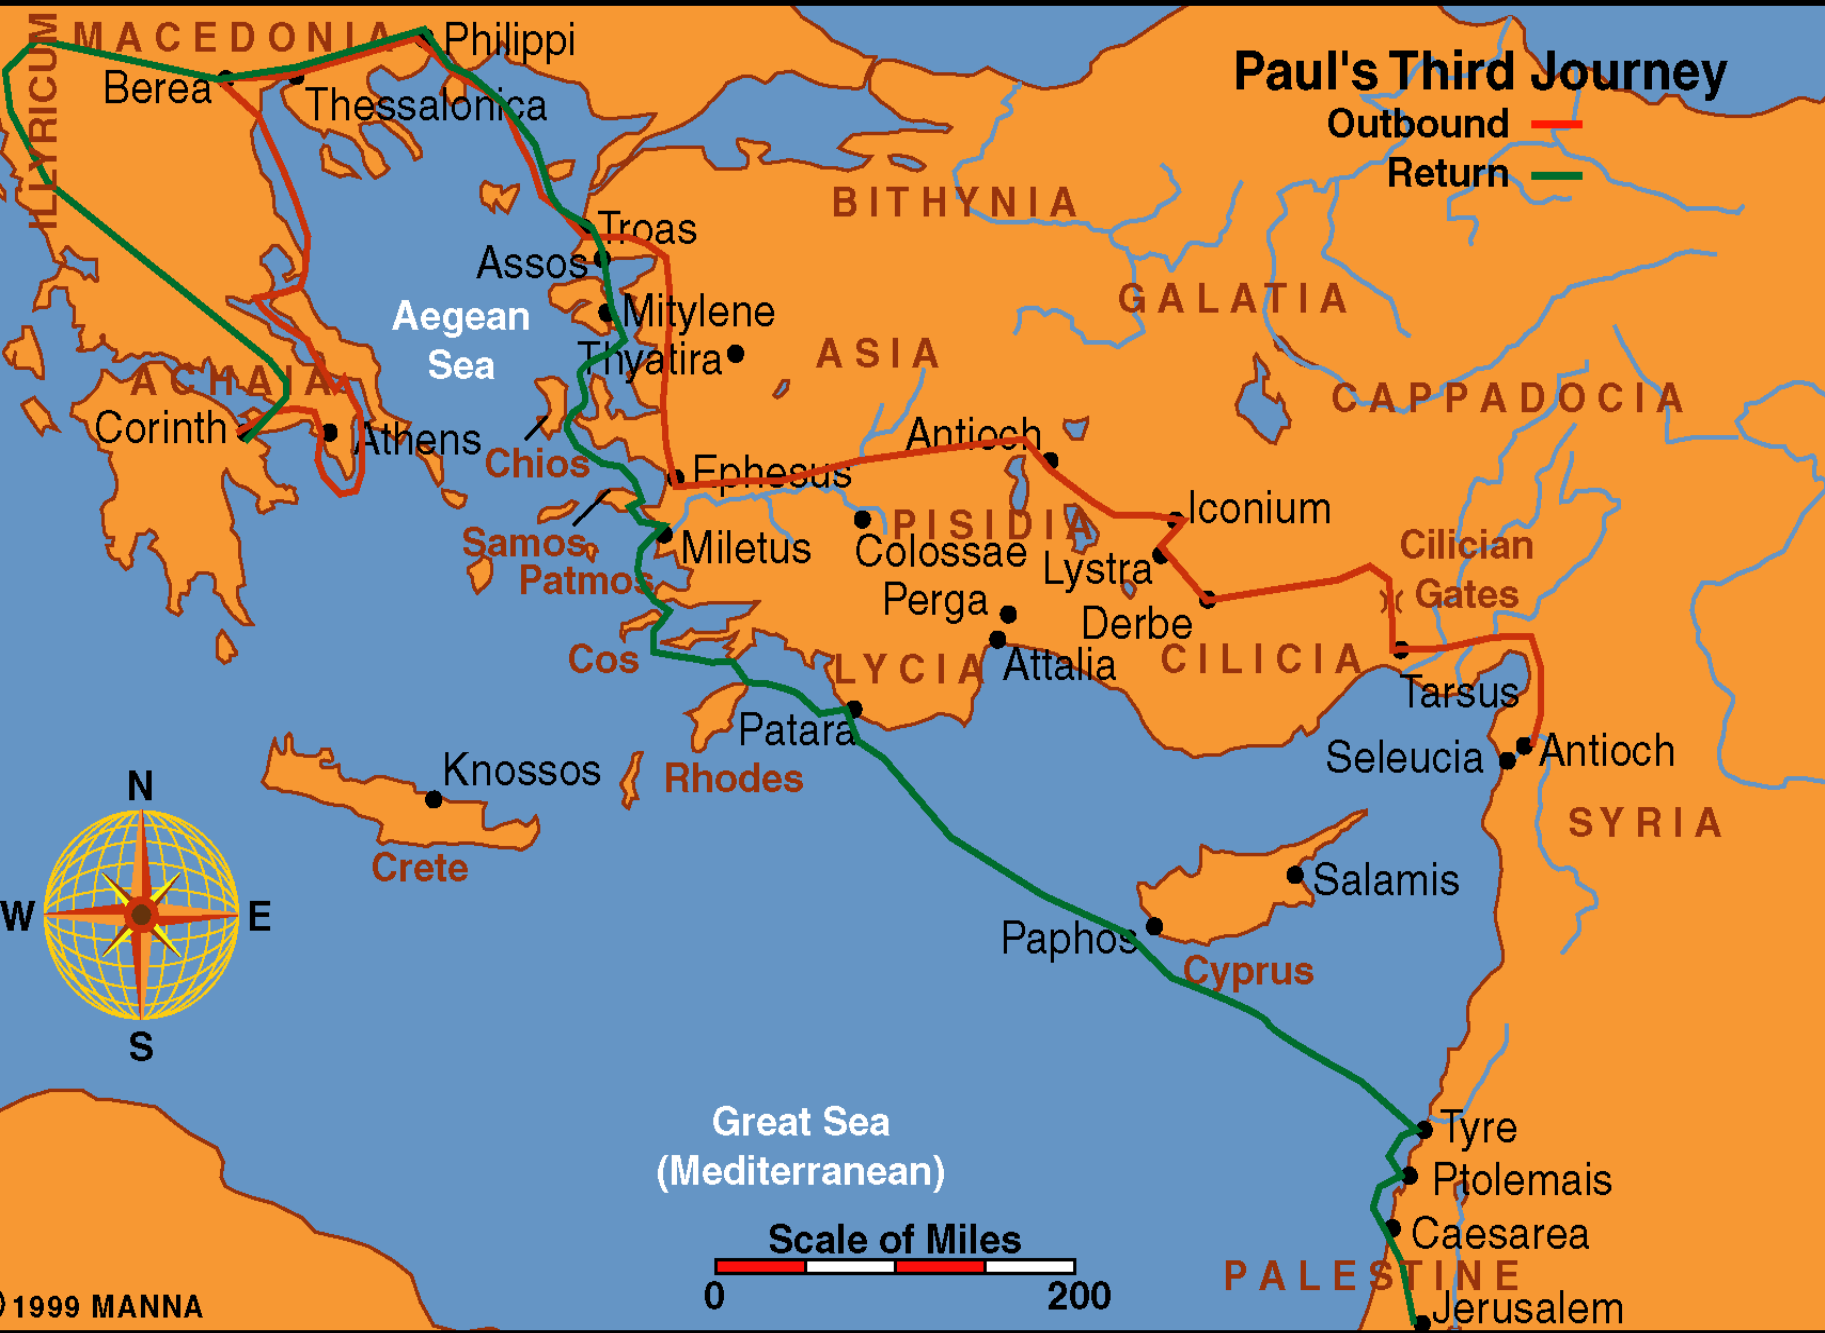 MACEDONIA
Philippi
Berea
Thessalonica
ILLYRICUM
Paul's Third Journey
Outbound
Return
BITHYNIA
Troas
Assos
GALATIA
Aegean
Sea
Mitylene
Thyatira
ASIA
ACHAIA
CAPPADOCIA
Corinth
Athens
Antioch
Chios
Ephesus
Iconium
PISIDIA
Samos
Miletus
Colossae
Cilician
Gates
Lystra
Patmos
Perga
Derbe
Cos
LYCIA
Attalia
CILICIA
Tarsus
Patara
Seleucia
Antioch
Knossos
Rhodes
N
SYRIA
Crete
Salamis
W
E
Paphos
Cyprus
S
Great Sea
(Mediterranean)
Tyre
Ptolemais
Scale of Miles
Caesarea
PALESTINE
0
200
1999 MANNA
Jerusalem